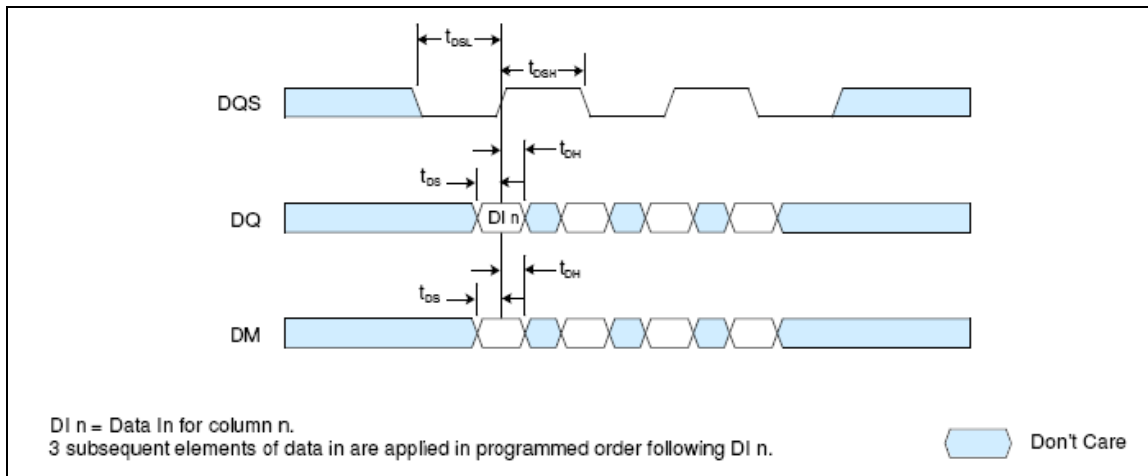 tDSL
tDSH
DQS
tDH
tDS
DQ
DI n
tDH
tDS
DM
DI n = Data In for column n.
3 subsequent elements of data in are applied in programmed order following DI n.
Don't Care